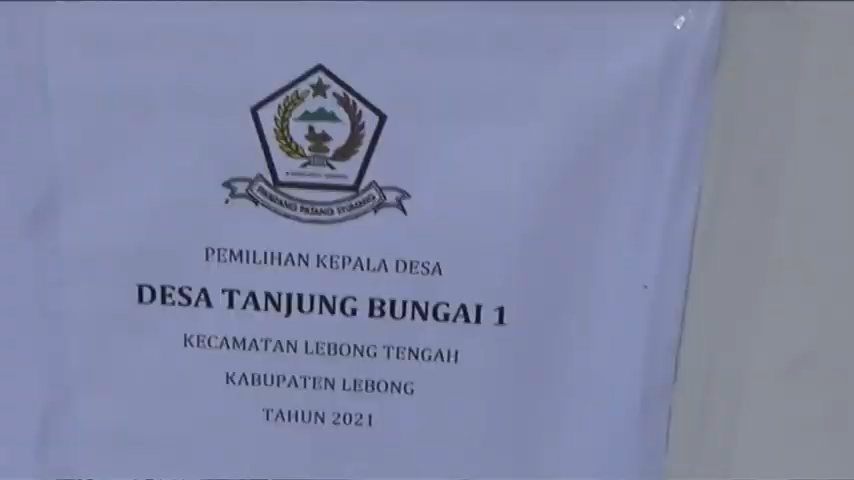 PEMILIHAN KEPALA DESA
DESA TANJUNG BUNGAI 1
KECAMATAN LEBONG TENGAH
KABUPATEN LEBONG
TAHUN 2021